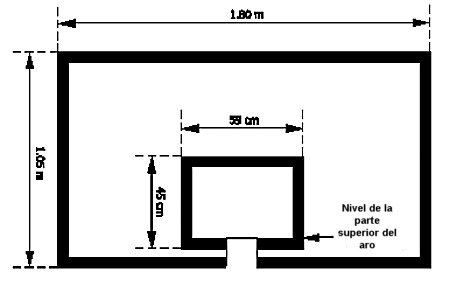 1.80 m
59 cm
1.05 m
45 cm
Nivel de la
parte
superior del
aro